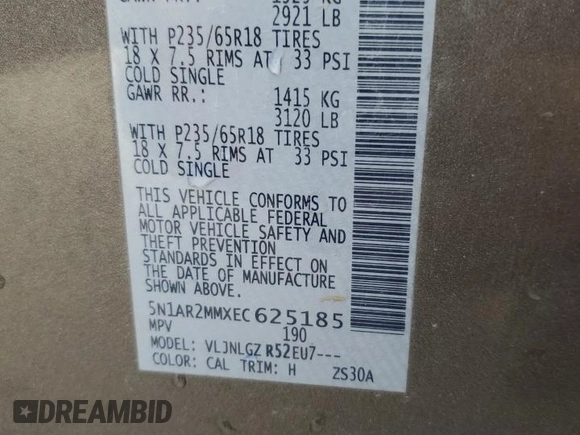 2921 LB
WITH P235/65R18 TIRES
18 X 7.5 RIMS AT 33 PSI
COLD SINGLE
GAWR RR.: 1415 KG
3120 LB
WITH P235/65R18 TIRES
18 X 7.5 RIMS AT 33 PSI
COLD SINGLE
THIS VEHICLE CONFORMS TO
ALL APPLICABLE FEDERAL
MOTOR VEHICLE SAFETY AND
THEFT PREVENTION
STANDARDS IN EFFECT ON
THE DATE OF MANUFACTURE
SHOWN ABOVE.
5N1AR2MMXEC625185
MPV 190
MODEL: VLJNLGZ R52EU7---
COLOR: CAL TRIM: H ZS30A
DREAMBID